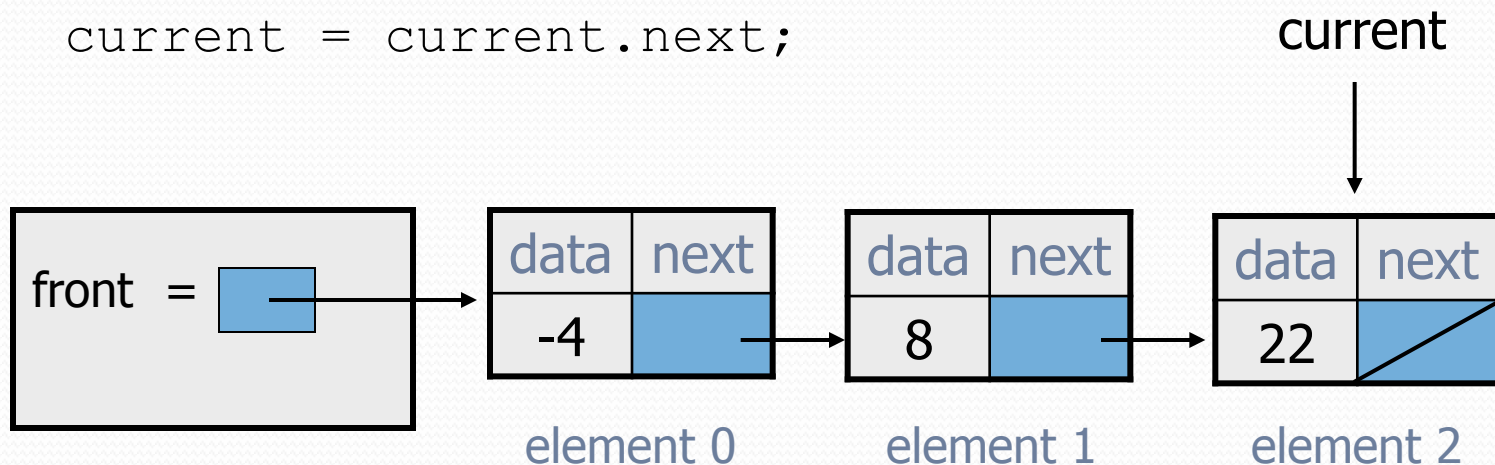 current = current.next;
current
front =
data next
-4
data next
8
data next
22
element 0
element 1
element 2